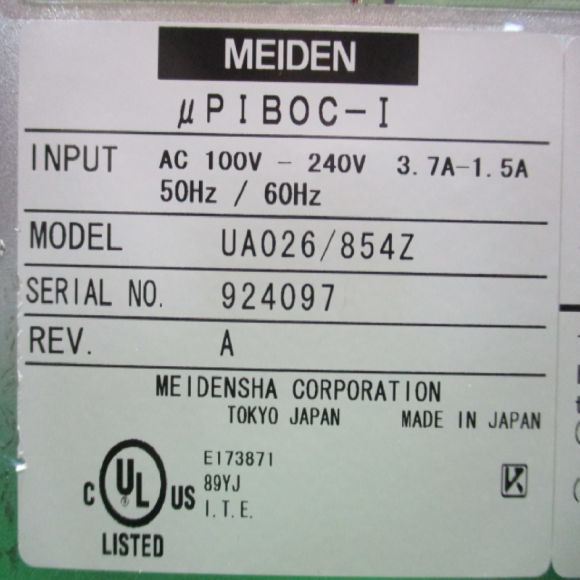 MEIDEN
μPIBOC-I
INPUT AC 100V - 240V 3.7A-1.5A
50Hz / 60Hz
MODEL UA026/854Z
SERIAL NO. 924097
REV. A
MEIDENSHA CORPORATION
TOKYO JAPAN MADE IN JAPAN
E173871
89YJ
I.T.E.
C UL US
LISTED